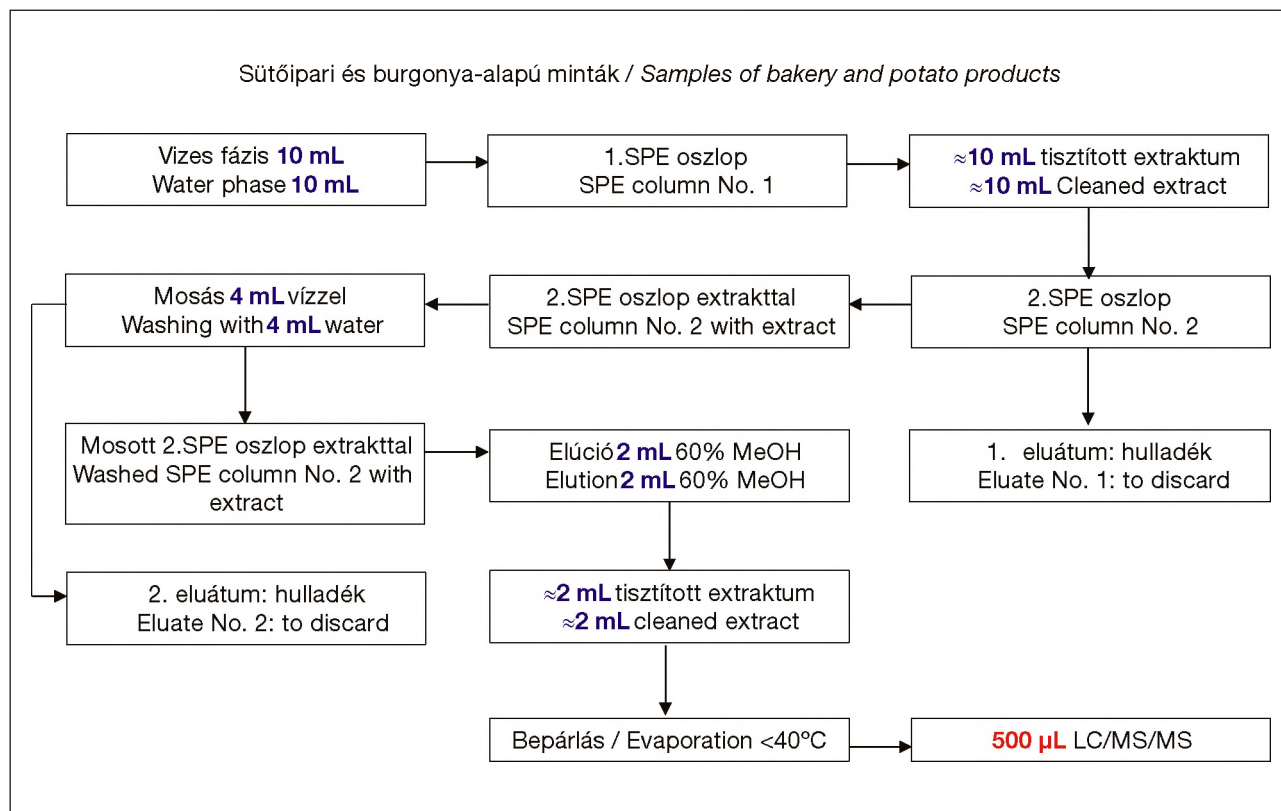 Sütőipari és burgonya-alapú minták / Samples of bakery and potato products
Vizes fázis 10 mL
Water phase 10 mL
1.SPE oszlop
SPE column No. 1
≈10 mL tisztított extraktum
≈10 mL Cleaned extract
Mosás 4 mL vízzel
Washing with 4 mL water
2.SPE oszlop extrakttal
SPE column No. 2 with extract
2.SPE oszlop
SPE column No. 2
Mosott 2.SPE oszlop extrakttal
Washed SPE column No. 2 with
extract
Elúció 2 mL 60% MeOH
Elution 2 mL 60% MeOH
1. eluátum: hulladék
Eluate No. 1: to discard
2. eluátum: hulladék
Eluate No. 2: to discard
≈2 mL tisztított extraktum
≈2 mL cleaned extract
Bepárlás / Evaporation <40°C
500 µL LC/MS/MS